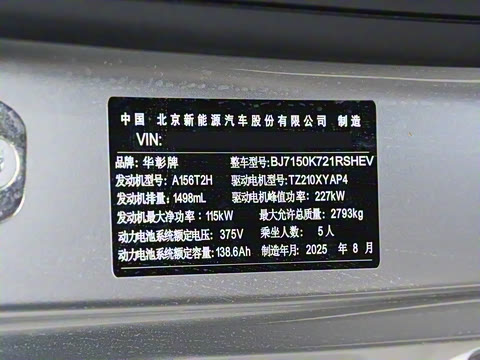 中国 北京新能源汽车股份有限公司 制造
VIN:
品牌: 华彰牌 整车型号: BJ7150K721RSHEV
发动机型号: A156T2H 驱动电机型号: TZ210XYAP4
发动机排量: 1498mL 驱动电机峰值功率: 227kW
发动机最大净功率: 115kW 最大允许总质量: 2793kg
动力电池系统额定电压: 375V 乘坐人数: 5人
动力电池系统额定容量: 138.6Ah 制造年月: 2025 年 8 月